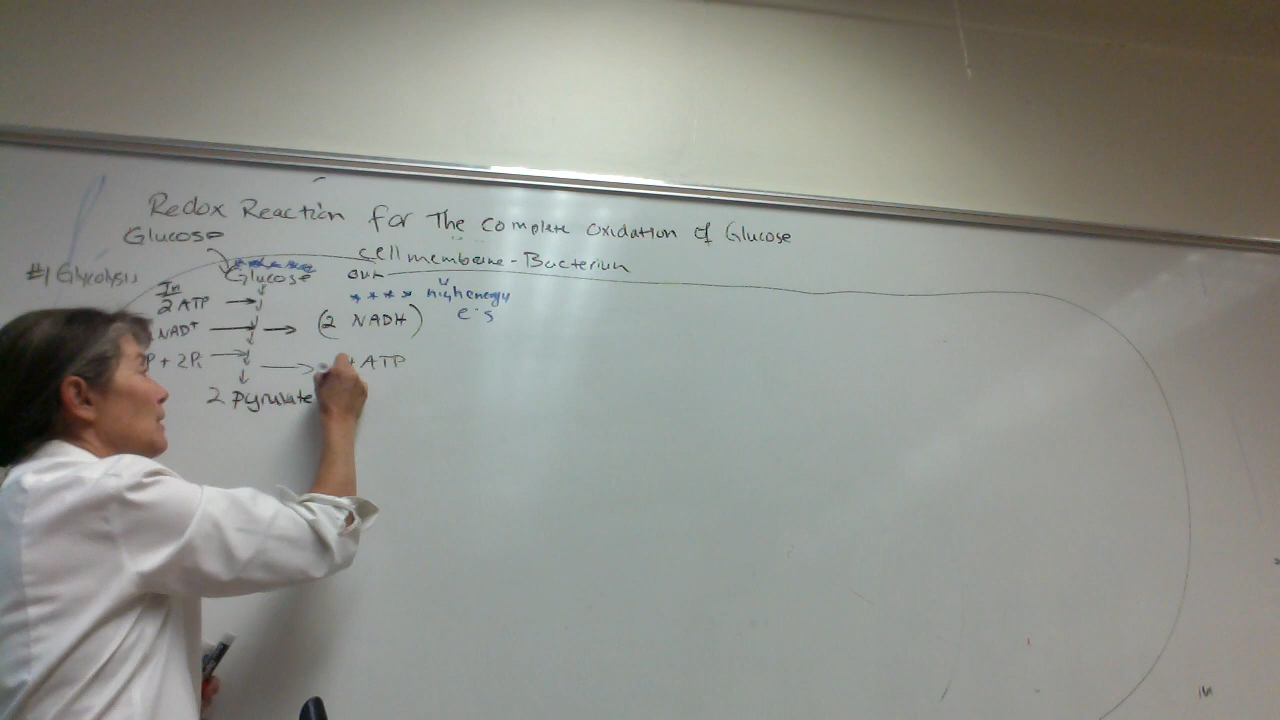 Redox Reaction for The Complete Oxidation of Glucose
Glucose
cell membrane - Bacterium
#1 Glycolysis
Glucose
out
In
2 ATP
**** high energy
e-s
NAD+
(2 NADH)
P + 2Pi
ATP
2 pyruvate